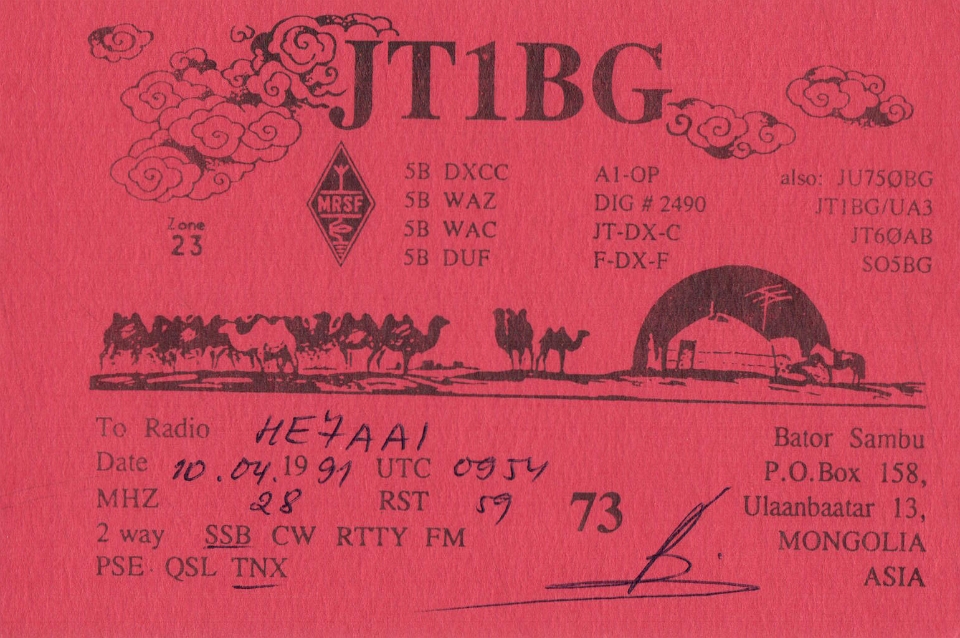 JT1BG
Zone
23
MRSF
5B DXCC
5B WAZ
5B WAC
5B DUF
A1-OP
DIG # 2490
JT-DX-C
F-DX-F
also: JU75ØBG
JT1BG/UA3
JT6ØAB
SO5BG
To Radio HE7AAI
Date 10.04.19 91 UTC 0954
MHZ 28 RST 59
2 way SSB CW RTTY FM
PSE QSL TNX
73
Bator Sambu
P.O.Box 158,
Ulaanbaatar 13,
MONGOLIA
ASIA